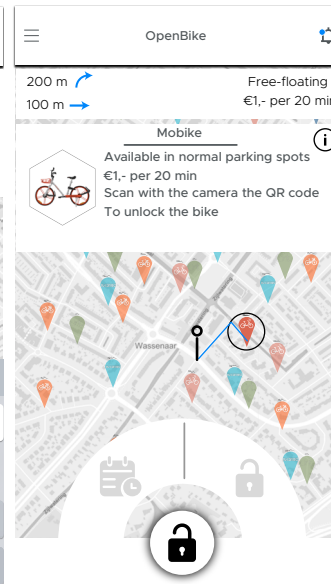 OpenBike
200 m
Free-floating
100 m
€1,- per 20 min
Mobike
Available in normal parking spots
€1,- per 20 min
Scan with the camera the QR code
To unlock the bike
Wassenaar